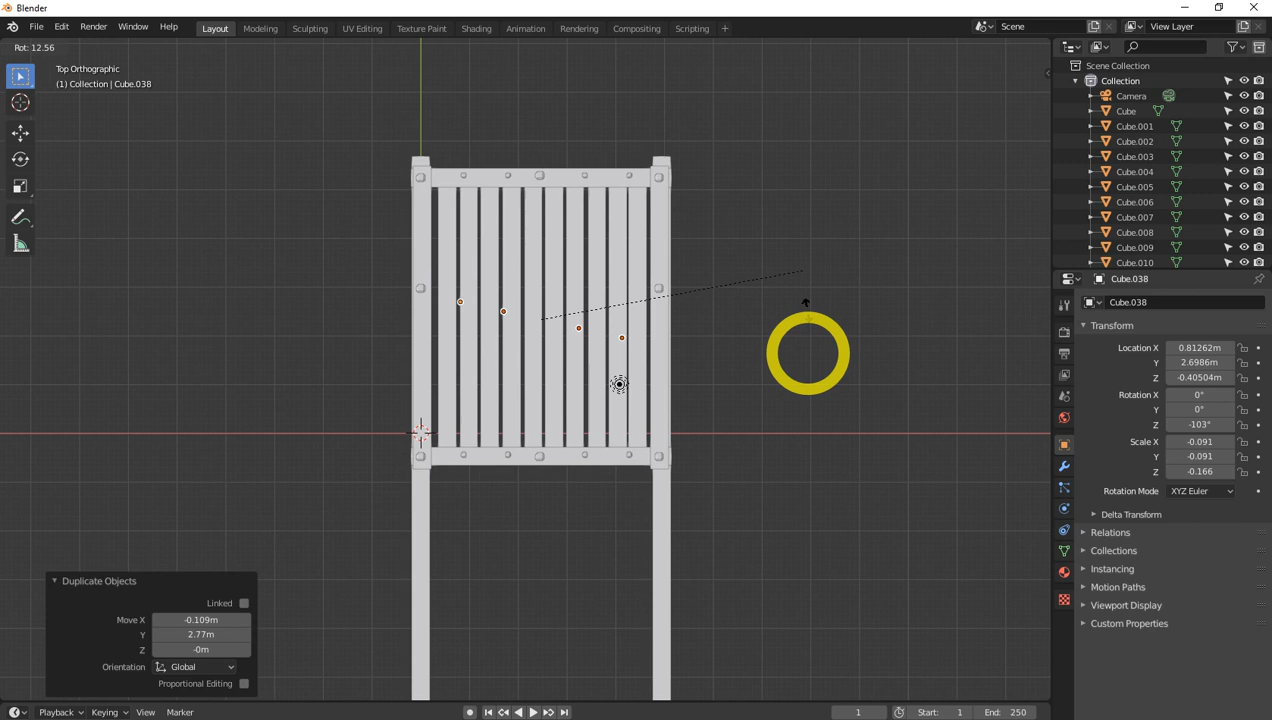 Blender
File Edit Render Window Help Layout Modeling Sculpting UV Editing Texture Paint Shading Animation Rendering Compositing Scripting + Scene View Layer
Rot: 12.56
Top Orthographic
(1) Collection | Cube.038
Scene Collection
Collection
Camera
Cube
Cube.001
Cube.002
Cube.003
Cube.004
Cube.005
Cube.006
Cube.007
Cube.008
Cube.009
Cube.010
Cube.038
Cube.038
Transform
Location X 0.81262m
Y 2.6986m
Z -0.40504m
Rotation X 0°
Y 0°
Z -103°
Scale X -0.091
Y -0.091
Z -0.166
Rotation Mode XYZ Euler
Delta Transform
Relations
Collections
Instancing
Motion Paths
Viewport Display
Custom Properties
Duplicate Objects
Linked
Move X -0.109m
Y 2.77m
Z -0m
Orientation Global
Proportional Editing
Playback Keying View Marker 1 Start: 1 End: 250